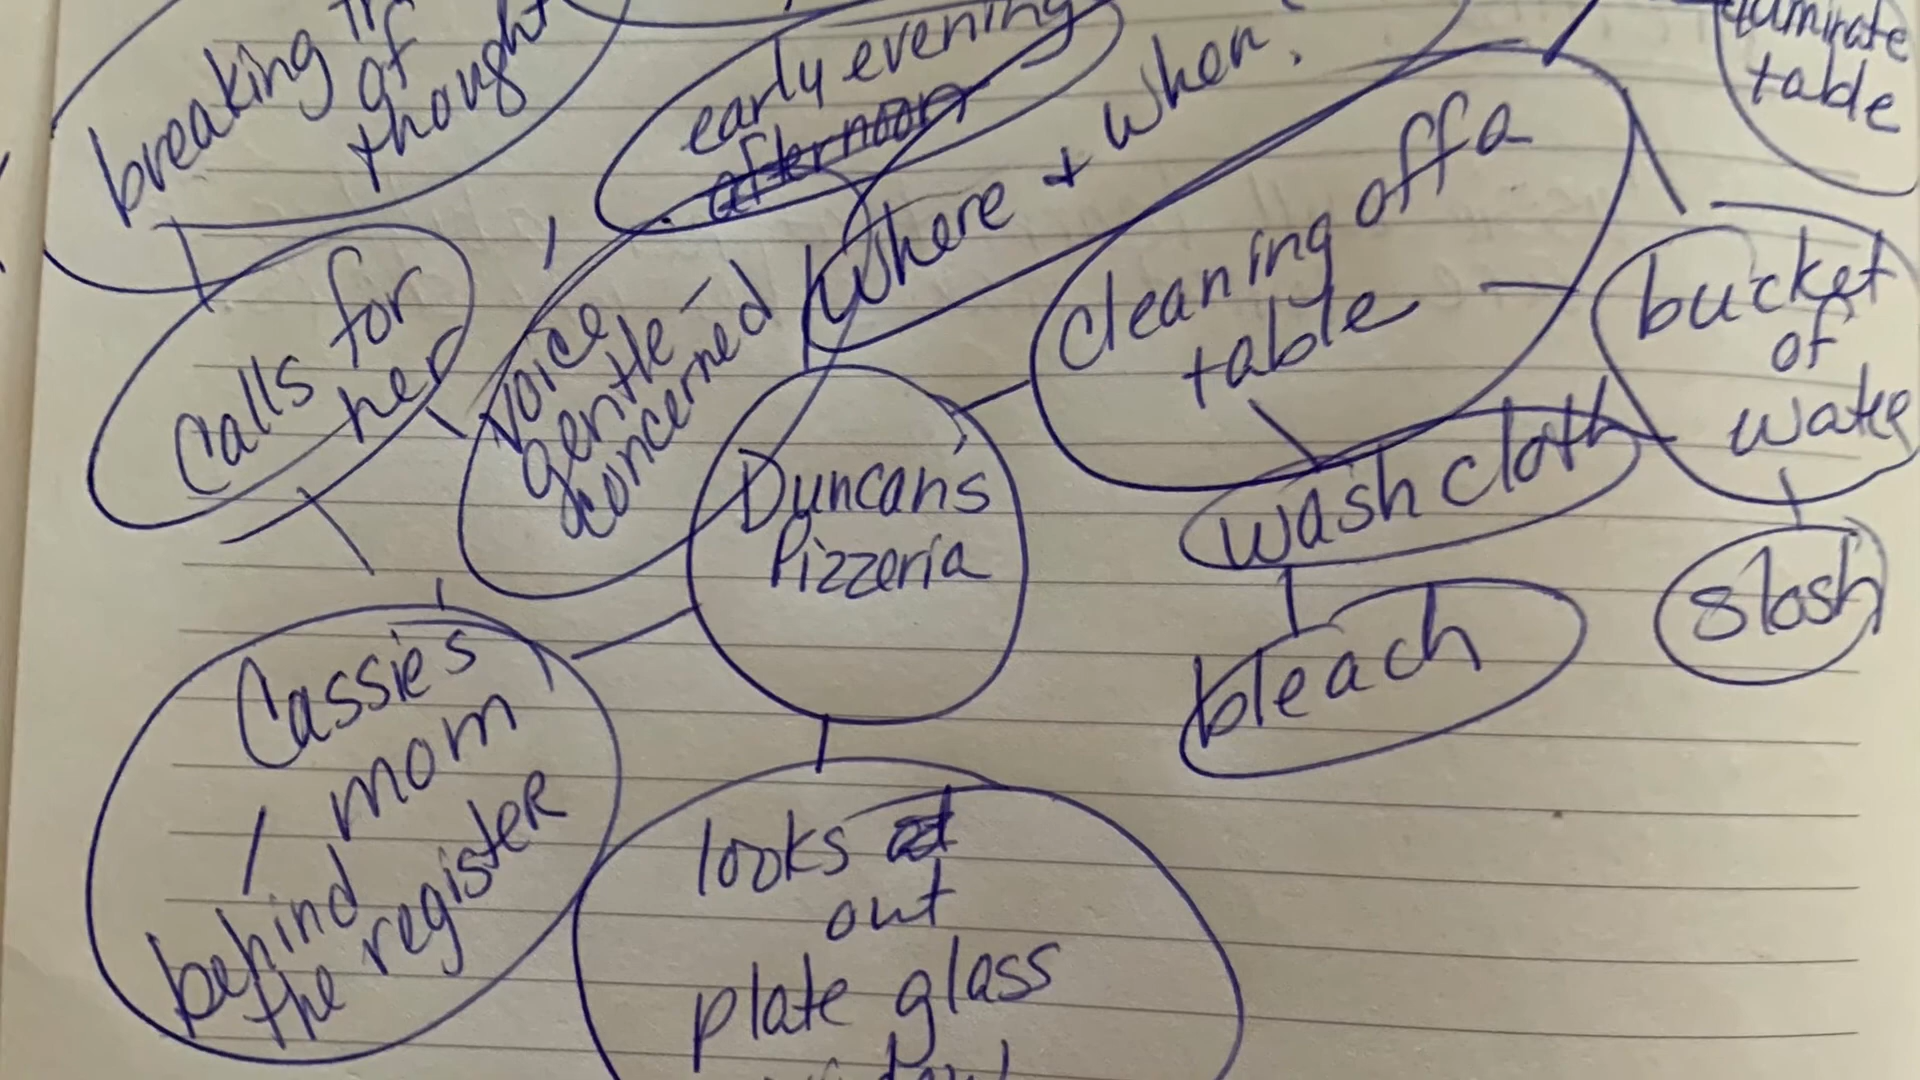 breaking
of
thought
early evening
afternoon
where + when?
table
calls for
her
voice
gentle
concerned
cleaning off a
table
bucket
of
water
wash cloth
slosh
bleach
Duncan's
Pizzeria
Cassie's
mom
behind
the register
looks at
out
plate glass